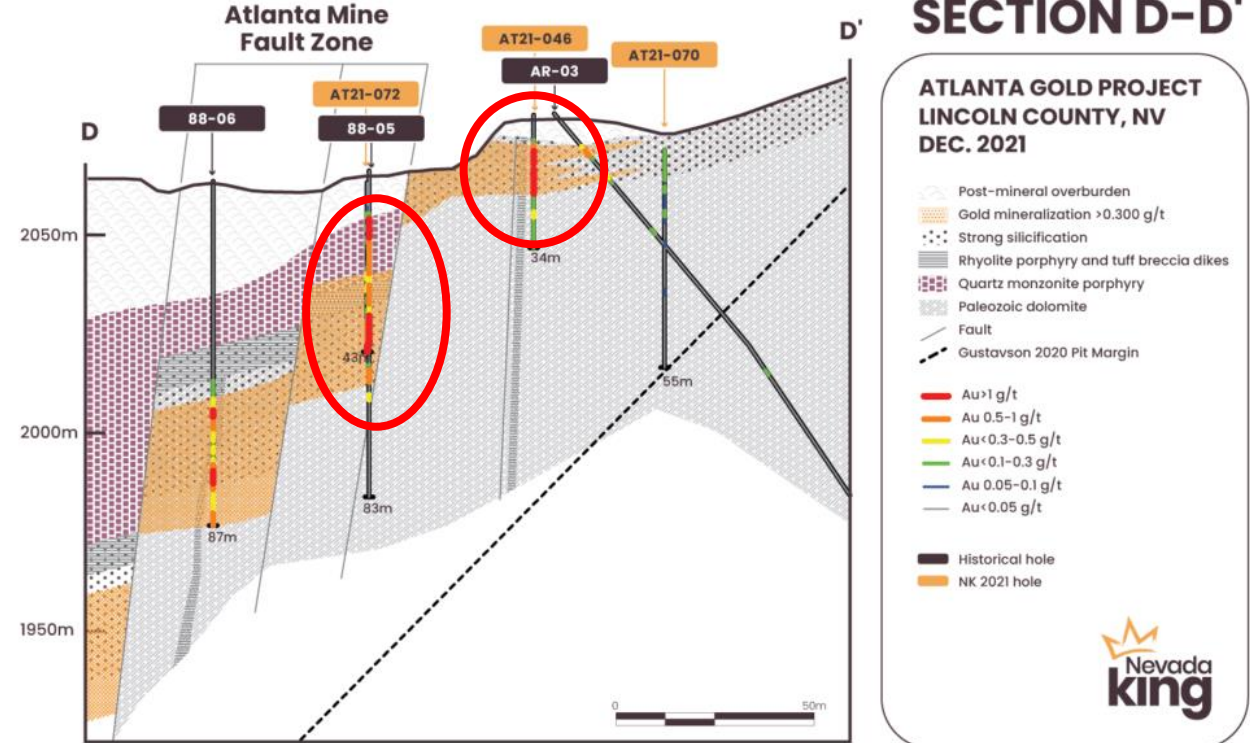 Atlanta Mine
Fault Zone
SECTION D-D'
AT21-046
AR-03
AT21-070
D'
AT21-072
88-05
88-06
D
2050m
2000m
1950m
34m
43m
55m
83m
87m
0
50m
ATLANTA GOLD PROJECT
LINCOLN COUNTY, NV
DEC. 2021
Post-mineral overburden
Gold mineralization >0.300 g/t
Strong silicification
Rhyolite porphyry and tuff breccia dikes
Quartz monzonite porphyry
Paleozoic dolomite
Fault
Gustavson 2020 Pit Margin
Au>1 g/t
Au 0.5-1 g/t
Au<0.3-0.5 g/t
Au<0.1-0.3 g/t
Au 0.05-0.1 g/t
Au<0.05 g/t
Historical hole
NK 2021 hole
Nevada
king